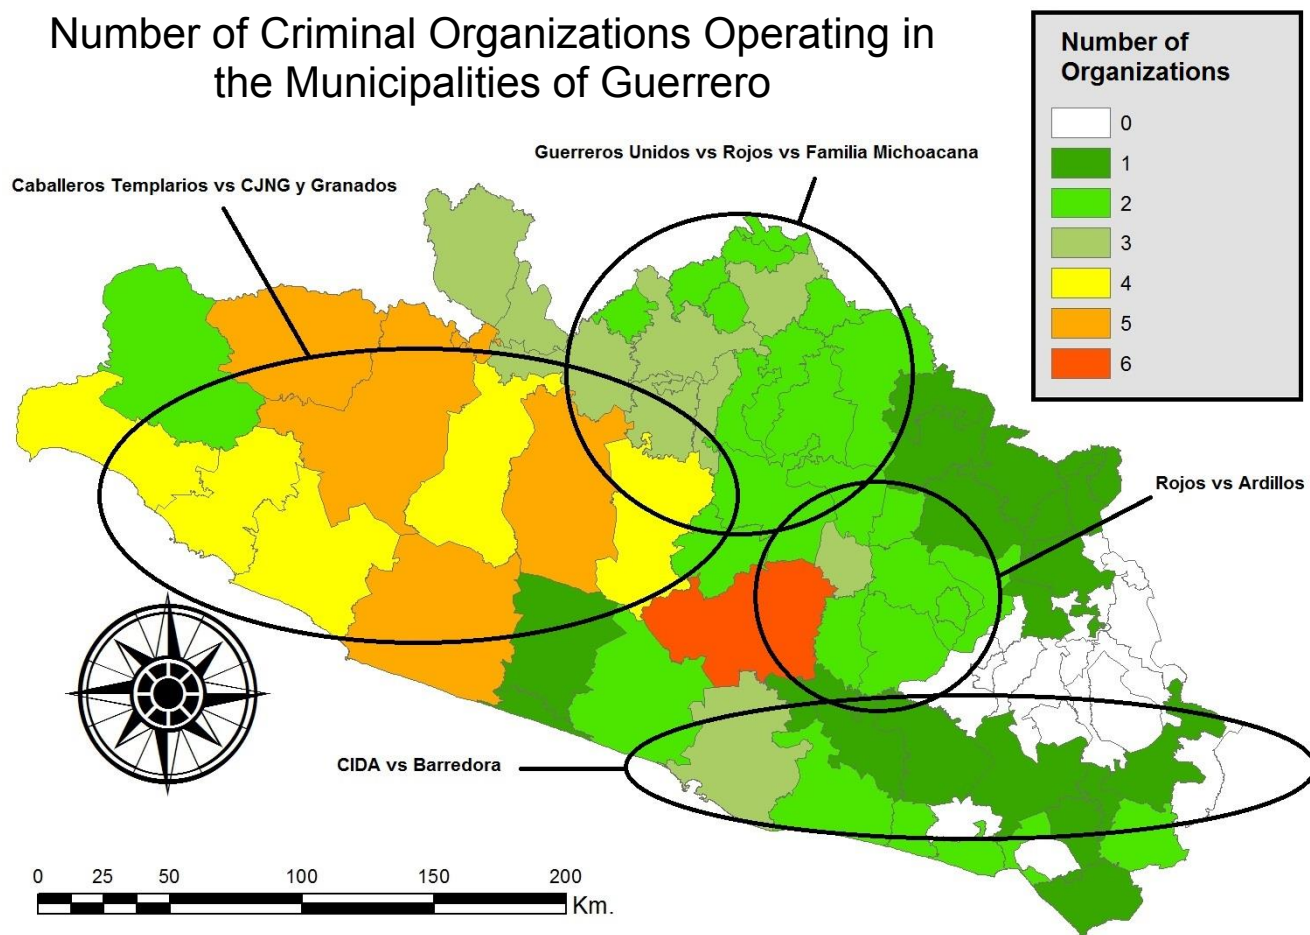 Number of Criminal Organizations Operating in
the Municipalities of Guerrero
Number of
Organizations
0
1
2
3
4
5
6
Guerreros Unidos vs Rojos vs Familia Michoacana
Caballeros Templarios vs CJNG y Granados
Rojos vs Ardillos
CIDA vs Barredora
0 25 50 100 150 200
Km.